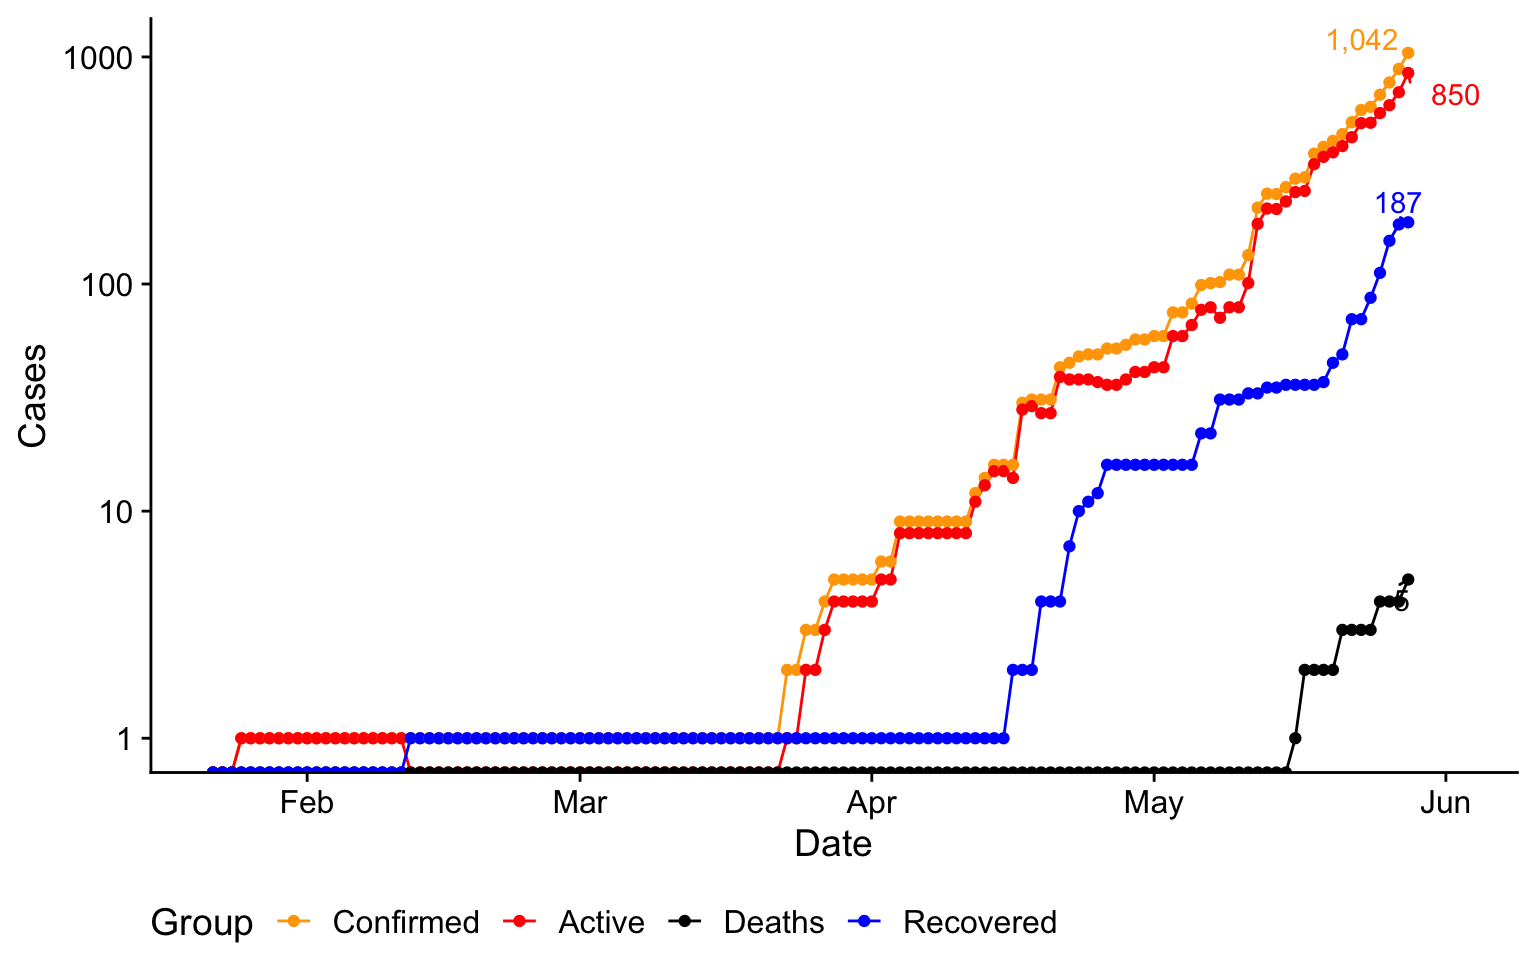 1,042
1000
850
187
100
Cases
10
5
1
Feb Mar Apr May Jun
Date
Group Confirmed Active Deaths Recovered